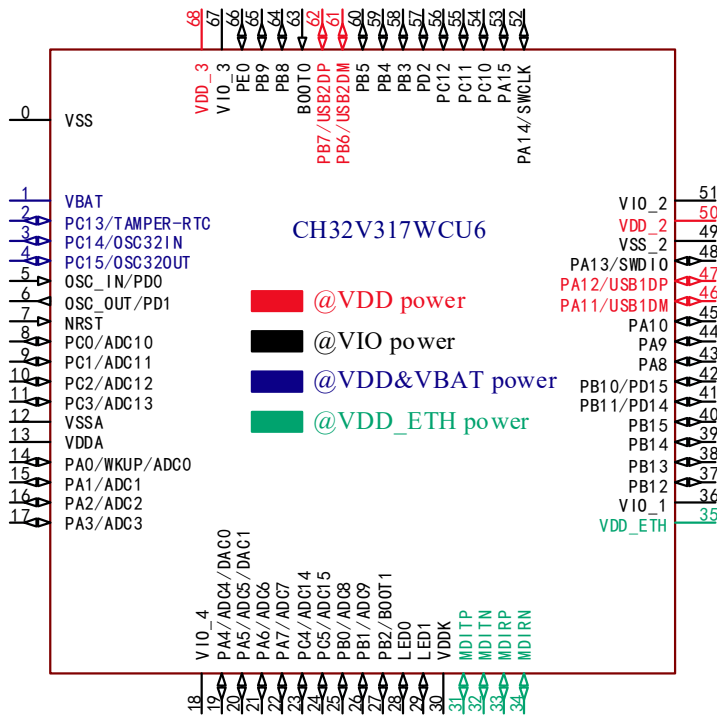 68
67
66
65
64
63
62
61
60
59
58
57
56
55
54
53
52
VDD_3
VIO_3
PE0
PB9
PB8
BOOT0
PB7/USB2DP
PB6/USB2DM
PB5
PB4
PB3
PD2
PC12
PC11
PC10
PA15
PA14/SWCLK
0 VSS
1 VBAT
2 PC13/TAMPER-RTC
3 PC14/OSC32IN
4 PC15/OSC32OUT
5 OSC_IN/PD0
6 OSC_OUT/PD1
7 NRST
8 PC0/ADC10
9 PC1/ADC11
10 PC2/ADC12
11 PC3/ADC13
12 VSSA
13 VDDA
14 PA0/WKUP/ADC0
15 PA1/ADC1
16 PA2/ADC2
17 PA3/ADC3
CH32V317WCU6
@VDD power
@VIO power
@VDD&VBAT power
@VDD_ETH power
VIO_2 51
VDD_2 50
VSS_2 49
PA13/SWDIO 48
PA12/USB1DP 47
PA11/USB1DM 46
PA10 45
PA9 44
PA8 43
PB10/PD15 42
PB11/PD14 41
PB15 40
PB14 39
PB13 38
PB12 37
VIO_1 36
VDD_ETH 35
VIO_4
PA4/ADC4/DAC0
PA5/ADC5/DAC1
PA6/ADC6
PA7/ADC7
PC4/ADC14
PC5/ADC15
PB0/ADC8
PB1/ADC9
PB2/BOOT1
LED0
LED1
VDDK
MDITP
MDITN
MDIRP
MDIRN
18
19
20
21
22
23
24
25
26
27
28
29
30
31
32
33
34